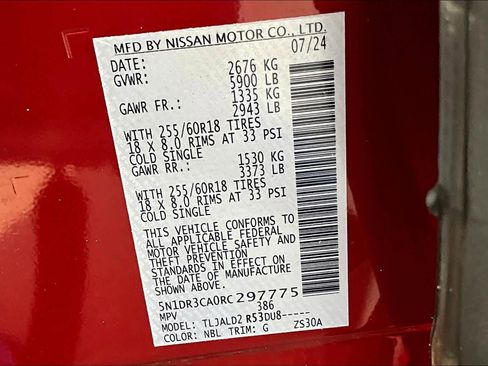 MFD BY NISSAN MOTOR CO., LTD.
DATE: 07/24
GVWR: 2676 KG
5900 LB
GAWR FR.: 1335 KG
2943 LB
WITH 255/60R18 TIRES
18 X 8.0 RIMS AT 33 PSI
COLD SINGLE
GAWR RR.: 1530 KG
3373 LB
WITH 255/60R18 TIRES
18 X 8.0 RIMS AT 33 PSI
COLD SINGLE
THIS VEHICLE CONFORMS TO
ALL APPLICABLE FEDERAL
MOTOR VEHICLE SAFETY AND
THEFT PREVENTION
STANDARDS IN EFFECT ON
THE DATE OF MANUFACTURE
5N1DR3CA0RC297775
MPV 386
MODEL: TLJALD2 R53DU8-----
COLOR: NBL TRIM: G ZS30A